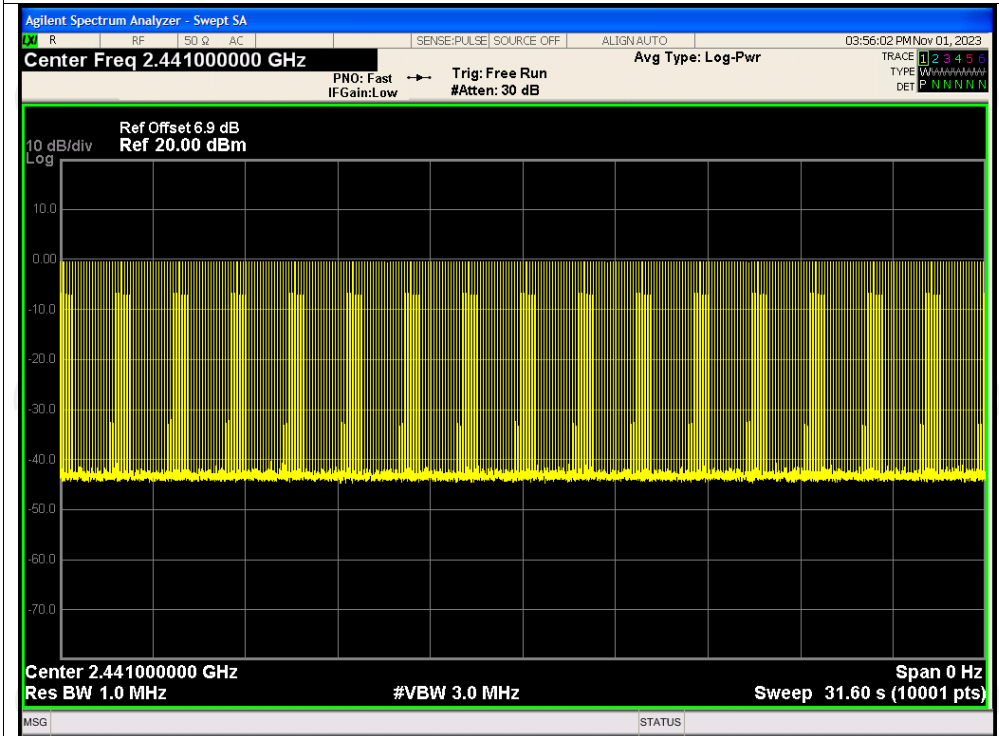 Agilent Spectrum Analyzer - Swept SA
LXI R RF 50 Ω AC SENSE:PULSE SOURCE OFF ALIGN AUTO 03:56:02 PM Nov 01, 2023
Center Freq 2.441000000 GHz Avg Type: Log-Pwr TRACE 1 2 3 4 5 6
PNO: Fast Trig: Free Run TYPE W
IFGain:Low #Atten: 30 dB DET P N N N N N
Ref Offset 6.9 dB
10 dB/div Ref 20.00 dBm
Log
10.0
0.00
-10.0
-20.0
-30.0
-40.0
-50.0
-60.0
-70.0
Center 2.441000000 GHz Span 0 Hz
Res BW 1.0 MHz #VBW 3.0 MHz Sweep 31.60 s (10001 pts)
MSG STATUS